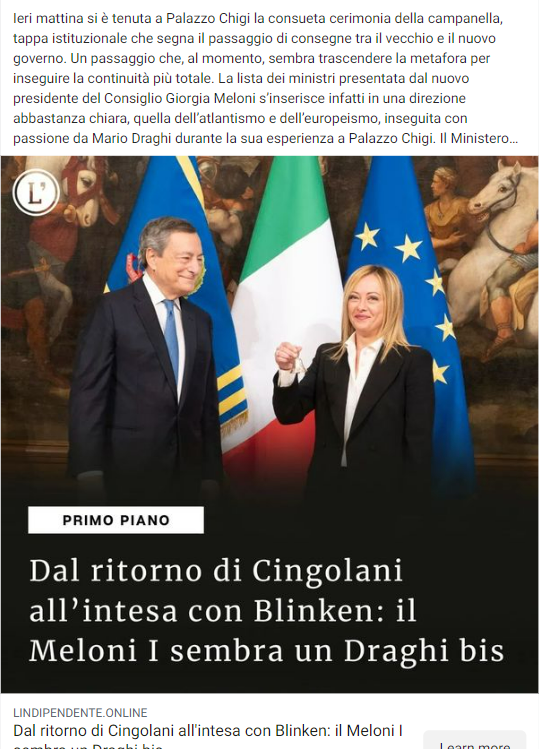 Ieri mattina si è tenuta a Palazzo Chigi la consueta cerimonia della campanella,
tappa istituzionale che segna il passaggio di consegne tra il vecchio e il nuovo
governo. Un passaggio che, al momento, sembra trascendere la metafora per
inseguire la continuità più totale. La lista dei ministri presentata dal nuovo
presidente del Consiglio Giorgia Meloni s'inserisce infatti in una direzione
abbastanza chiara, quella dell'atlantismo e dell'europeismo, inseguita con
passione da Mario Draghi durante la sua esperienza a Palazzo Chigi. Il Ministero...
L'
PRIMO PIANO
Dal ritorno di Cingolani
all'intesa con Blinken: il
Meloni I sembra un Draghi bis
LINDIPENDENTE.ONLINE
Dal ritorno di Cingolani all'intesa con Blinken: il Meloni I
sembra un Draghi bis
Learn more